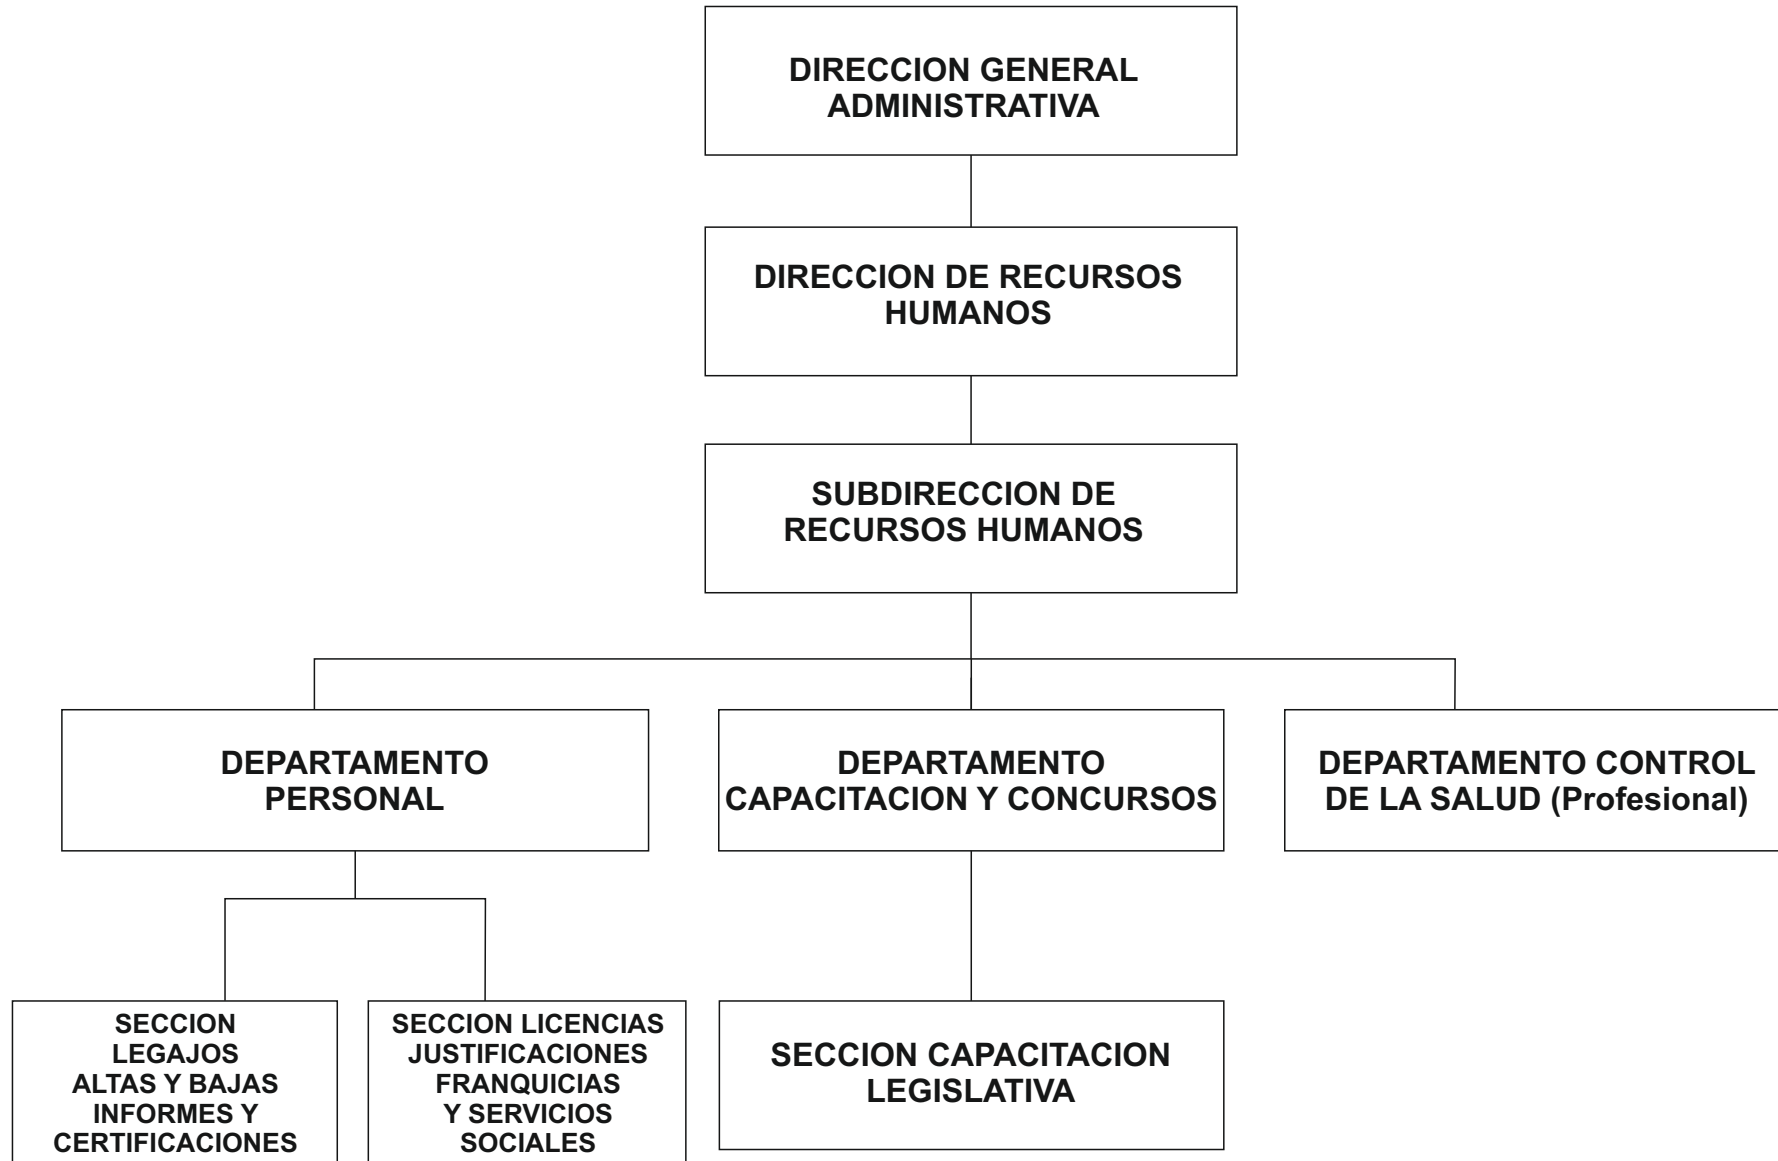 DIRECCION GENERAL
ADMINISTRATIVA
DIRECCION DE RECURSOS
HUMANOS
SUBDIRECCION DE
RECURSOS HUMANOS
DEPARTAMENTO
PERSONAL
DEPARTAMENTO
CAPACITACION Y CONCURSOS
DEPARTAMENTO CONTROL
DE LA SALUD (Profesional)
SECCION
LEGAJOS
ALTAS Y BAJAS
INFORMES Y
CERTIFICACIONES
SECCION LICENCIAS
JUSTIFICACIONES
FRANQUICIAS
Y SERVICIOS
SOCIALES
SECCION CAPACITACION
LEGISLATIVA